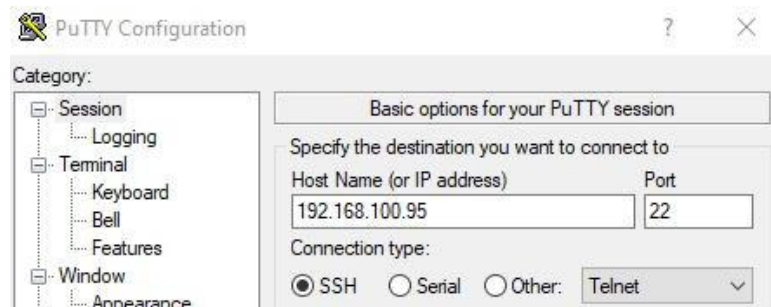 PuTTY Configuration ?
Category:
Session
Logging
Terminal
Keyboard
Bell
Features
Window
Appearance
Basic options for your PuTTY session
Specify the destination you want to connect to
Host Name (or IP address) Port
192.168.100.95 22
Connection type:
SSH Serial Other: Telnet